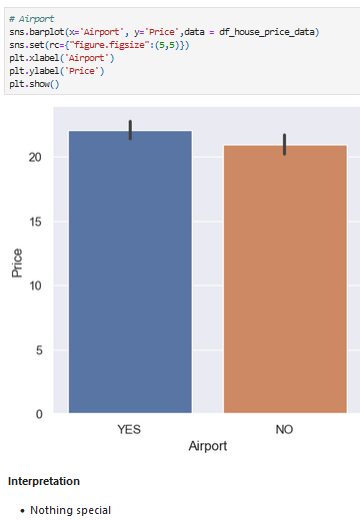 # Airport
sns.barplot(x='Airport', y='Price',data = df_house_price_data)
sns.set(rc={"figure.figsize":(5,5)})
plt.xlabel('Airport')
plt.ylabel('Price')
plt.show()
20
15
10
5
0
Price
YES NO
Airport
Interpretation
• Nothing special